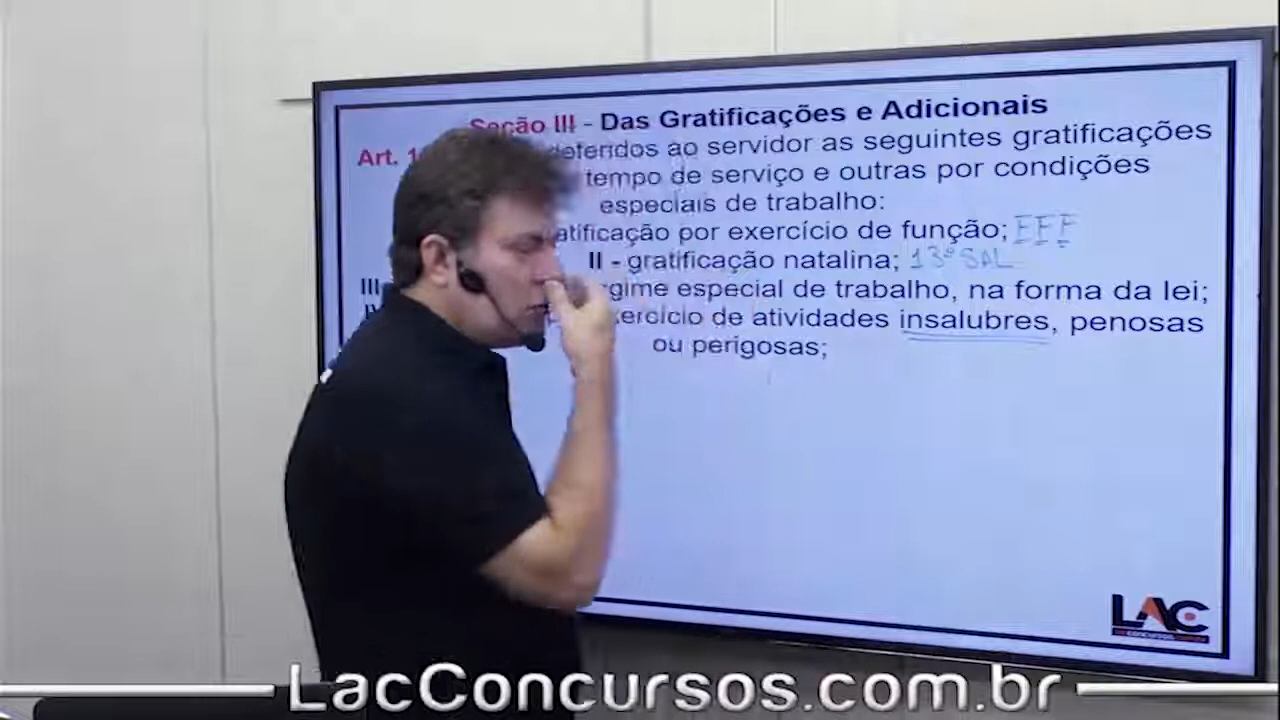 Seção III - Das Gratificações e Adicionais
Art. 1 deferidos ao servidor as seguintes gratificações
tempo de serviço e outras por condições
especiais de trabalho:
atificação por exercício de função; FFF
II - gratificação natalina; 13º SAL
III gime especial de trabalho, na forma da lei;
xercício de atividades insalubres, penosas
ou perigosas;
LAC
CONCURSOS
LacConcursos.com.br